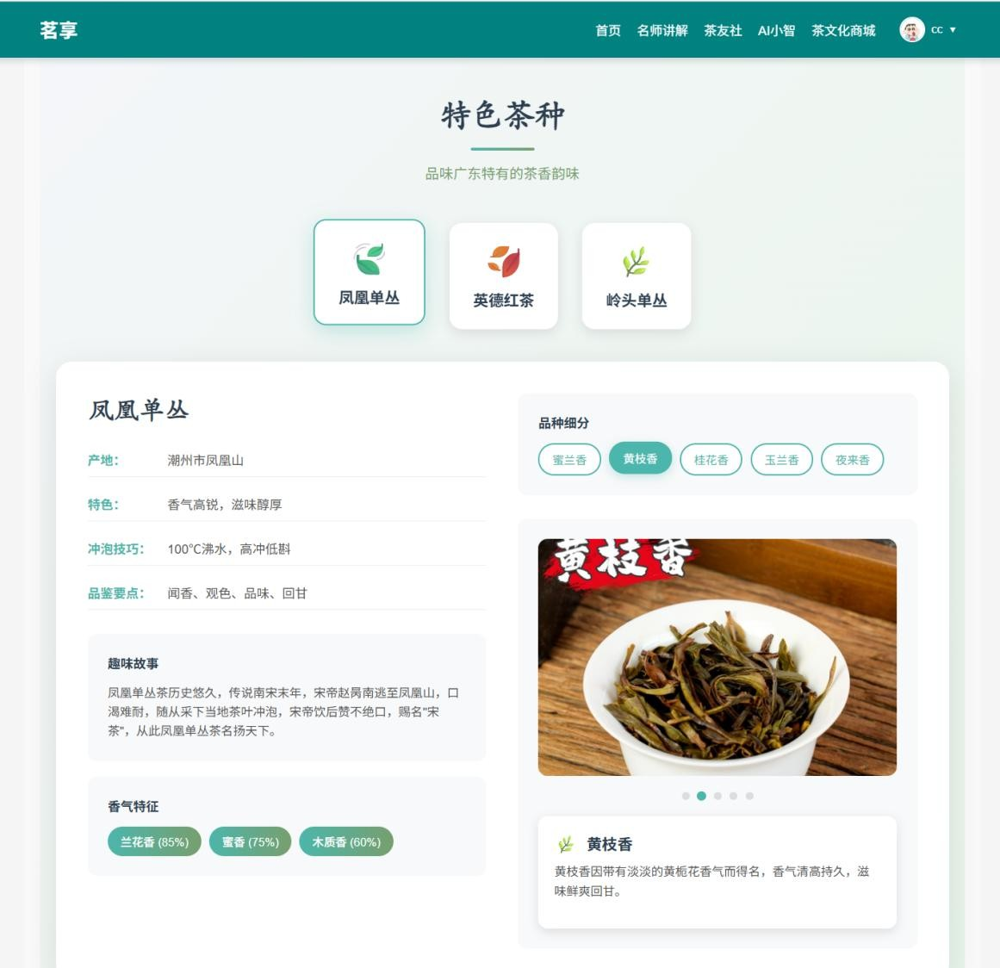 茗享
首页 名师讲解 茶友社 AI小智 茶文化商城 cc ▼
特色茶种
品味广东特有的茶香韵味
凤凰单丛
英德红茶
岭头单丛
凤凰单丛
产地： 潮州市凤凰山
特色： 香气高锐，滋味醇厚
冲泡技巧： 100°C沸水，高冲低斟
品鉴要点： 闻香、观色、品味、回甘
趣味故事
凤凰单丛茶历史悠久，传说南宋末年，宋帝赵昺南逃至凤凰山，口
渴难耐，随从采下当地茶叶冲泡，宋帝饮后赞不绝口，赐名"宋
茶"，从此凤凰单丛茶名扬天下。
香气特征
兰花香 (85%) 蜜香 (75%) 木质香 (60%)
品种细分
蜜兰香 黄枝香 桂花香 玉兰香 夜来香
黄枝香
黄枝香
黄枝香因带有淡淡的黄栀花香气而得名，香气清高持久，滋
味鲜爽回甘。